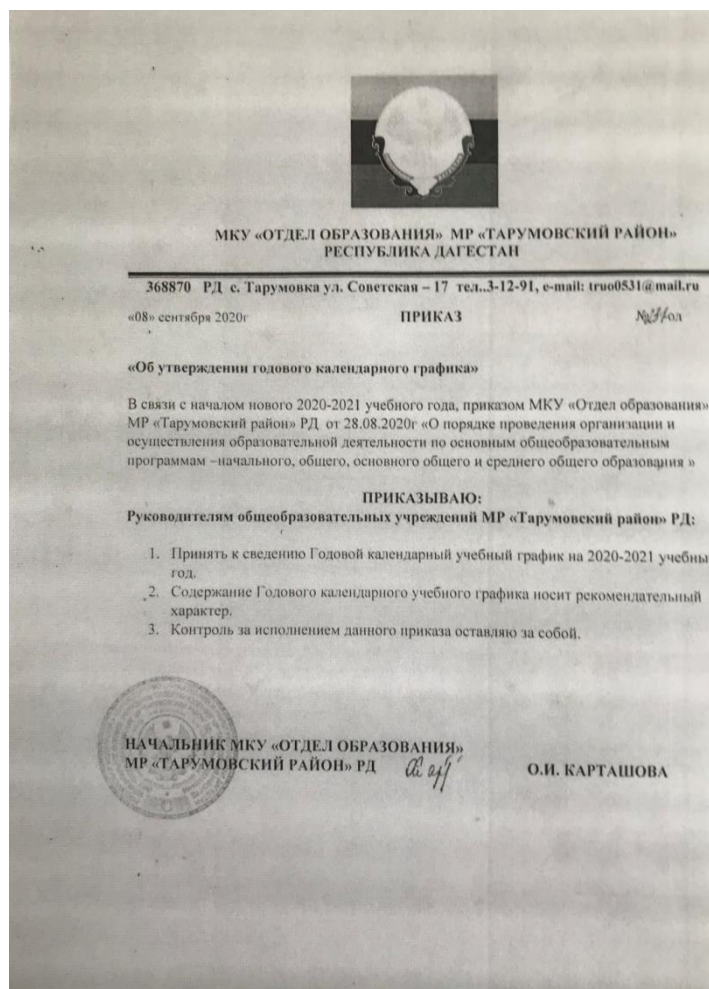 МКУ «ОТДЕЛ ОБРАЗОВАНИЯ» МР «ТАРУМОВСКИЙ РАЙОН»
РЕСПУБЛИКА ДАГЕСТАН
368870 РД с. Тарумовка ул. Советская – 17 тел..3-12-91, e-mail: truo0531@mail.ru
«08» сентября 2020г ПРИКАЗ № од
«Об утверждении годового календарного графика»
В связи с началом нового 2020-2021 учебного года, приказом МКУ «Отдел образования»
МР «Тарумовский район» РД от 28.08.2020г «О порядке проведения организации и
осуществления образовательной деятельности по основным общеобразовательным
программам –начального, общего, основного общего и среднего общего образования »
ПРИКАЗЫВАЮ:
Руководителям общеобразовательных учреждений МР «Тарумовский район» РД:
1. Принять к сведению Годовой календарный учебный график на 2020-2021 учебны
год.
2. Содержание Годового календарного учебного графика носит рекомендательный
характер.
3. Контроль за исполнением данного приказа оставляю за собой.
НАЧАЛЬНИК МКУ «ОТДЕЛ ОБРАЗОВАНИЯ»
МР «ТАРУМОВСКИЙ РАЙОН» РД О.И. КАРТАШОВА